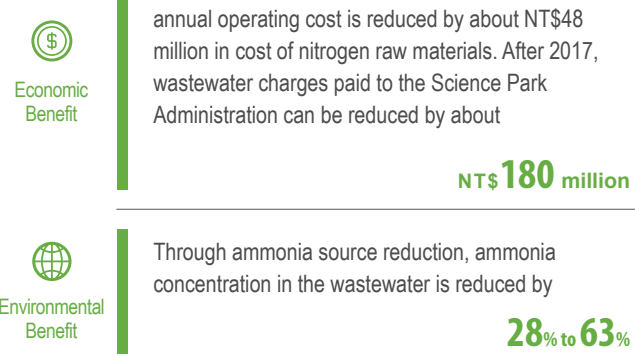 Economic
Benefit
annual operating cost is reduced by about NT$48
million in cost of nitrogen raw materials. After 2017,
wastewater charges paid to the Science Park
Administration can be reduced by about
NT$180 million
Environmental
Benefit
Through ammonia source reduction, ammonia
concentration in the wastewater is reduced by
28% to 63%